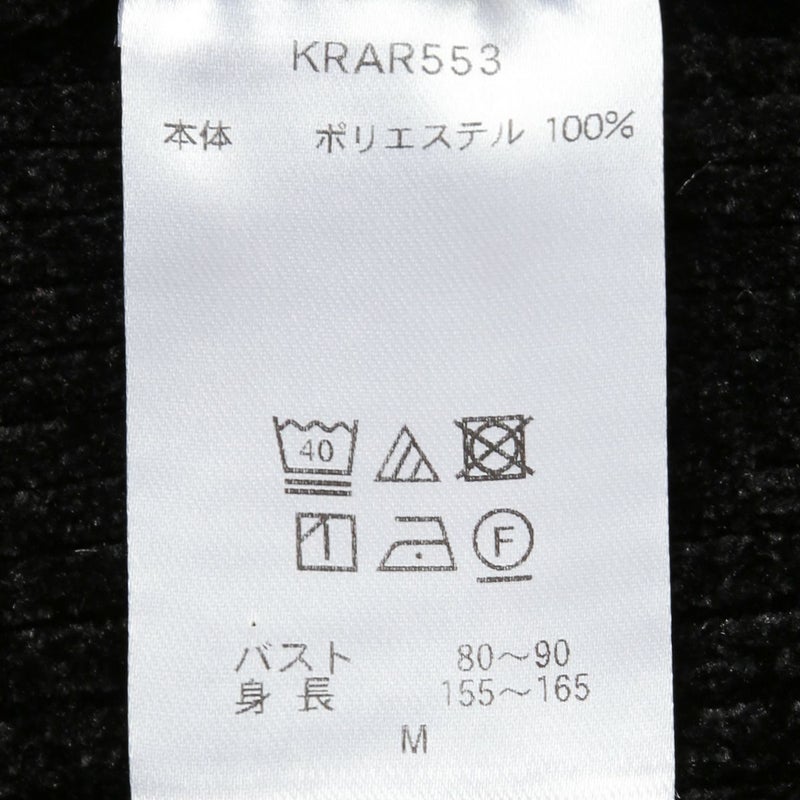 KRAR553
本体 ポリエステル 100%
40
F
バスト 80〜90
身長 155〜165
M